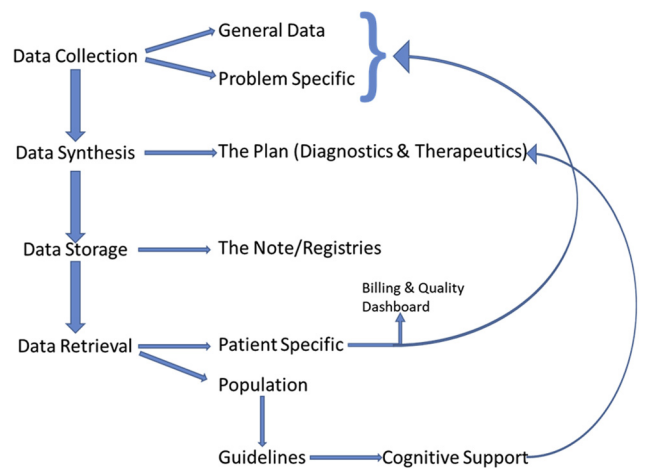 General Data
Data Collection
Problem Specific
Data Synthesis
The Plan (Diagnostics & Therapeutics)
Data Storage
The Note/Registries
Billing & Quality
Dashboard
Data Retrieval
Patient Specific
Population
Guidelines
Cognitive Support